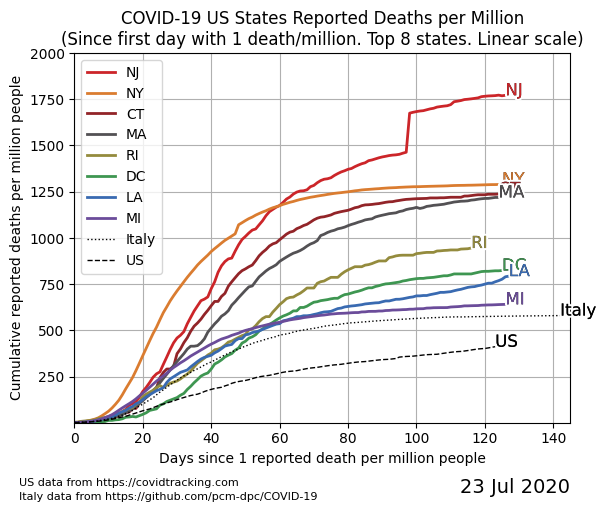 COVID-19 US States Reported Deaths per Million
(Since first day with 1 death/million. Top 8 states. Linear scale)
Cumulative reported deaths per million people
2000
1750
1500
1250
1000
750
500
250
NJ
NY
CT
MA
RI
DC
LA
MI
Italy
US
NJ
NY
CT
MA
RI
DC
LA
MI
Italy
US
0 20 40 60 80 100 120 140
Days since 1 reported death per million people
US data from https://covidtracking.com
Italy data from https://github.com/pcm-dpc/COVID-19
23 Jul 2020